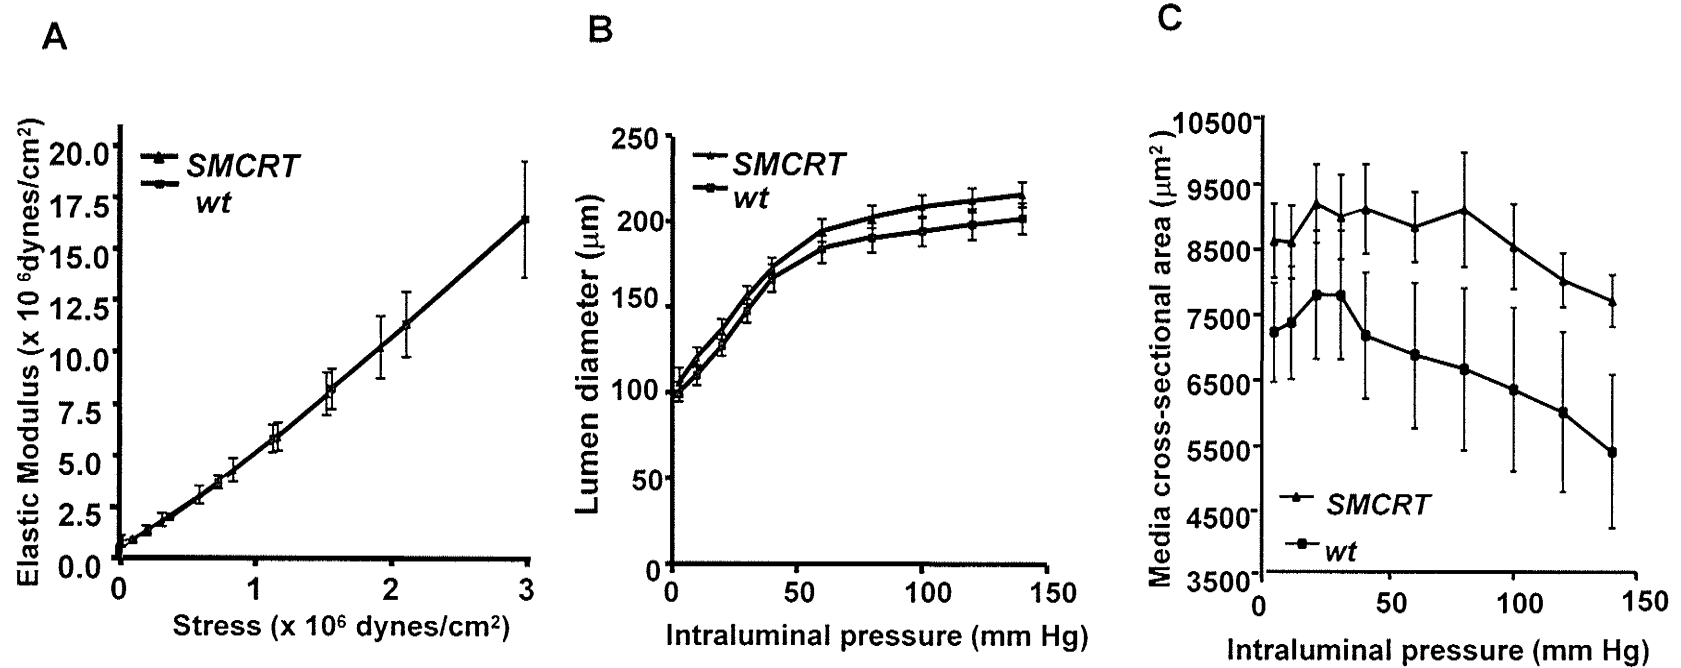 A
Elastic Modulus (x 10 ⁶dynes/cm²)
20.0
17.5
15.0
12.5
10.0
7.5
5.0
2.5
0.0
SMCRT
wt
0 1 2 3
Stress (x 10⁶ dynes/cm²)
B
Lumen diameter (μm)
250
200
150
100
50
0
SMCRT
wt
0 50 100 150
Intraluminal pressure (mm Hg)
C
Media cross-sectional area (μm²)
10500
9500
8500
7500
6500
5500
4500
3500
SMCRT
wt
0 50 100 150
Intraluminal pressure (mm Hg)